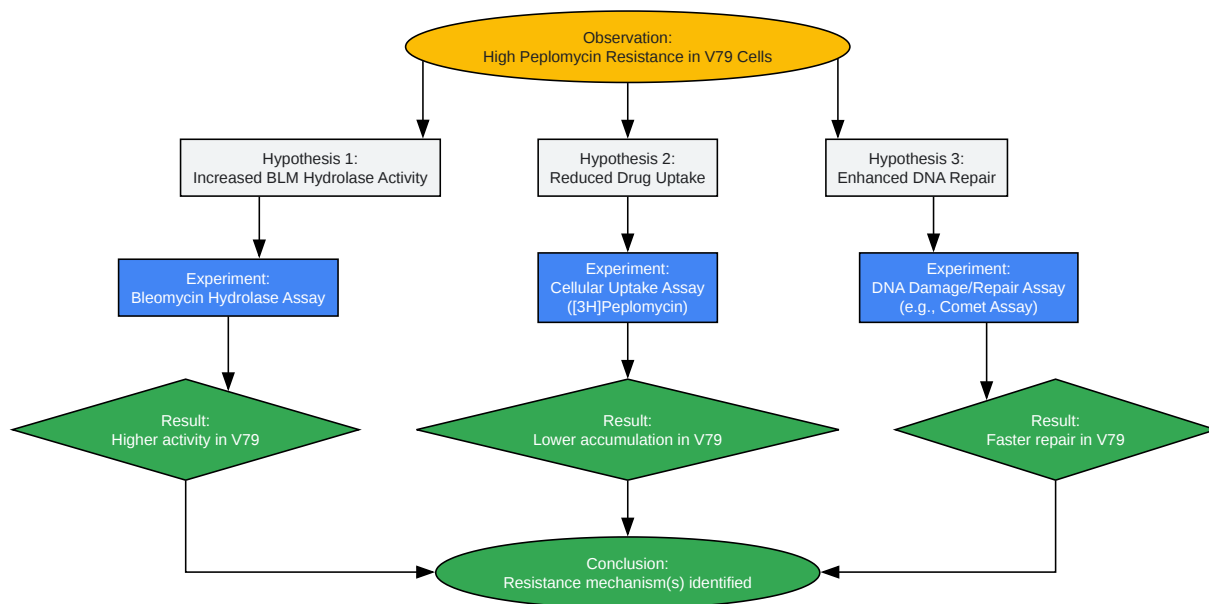 Observation:
High Peplomycin Resistance in V79 Cells
Hypothesis 1:
Increased BLM Hydrolase Activity
Hypothesis 2:
Reduced Drug Uptake
Hypothesis 3:
Enhanced DNA Repair
Experiment:
Bleomycin Hydrolase Assay
Experiment:
Cellular Uptake Assay
([3H]Peplomycin)
Experiment:
DNA Damage/Repair Assay
(e.g., Comet Assay)
Result:
Higher activity in V79
Result:
Lower accumulation in V79
Result:
Faster repair in V79
Conclusion:
Resistance mechanism(s) identified